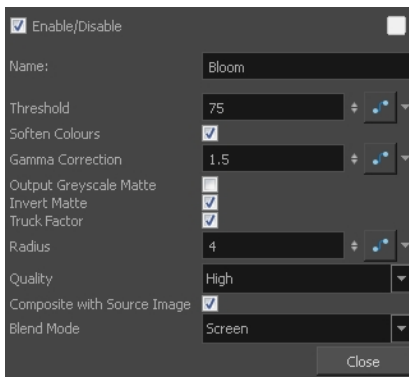 Enable/Disable
Name: Bloom
Threshold 75
Soften Colours
Gamma Correction 1.5
Output Greyscale Matte
Invert Matte
Truck Factor
Radius 4
Quality High
Composite with Source Image
Blend Mode Screen
Close